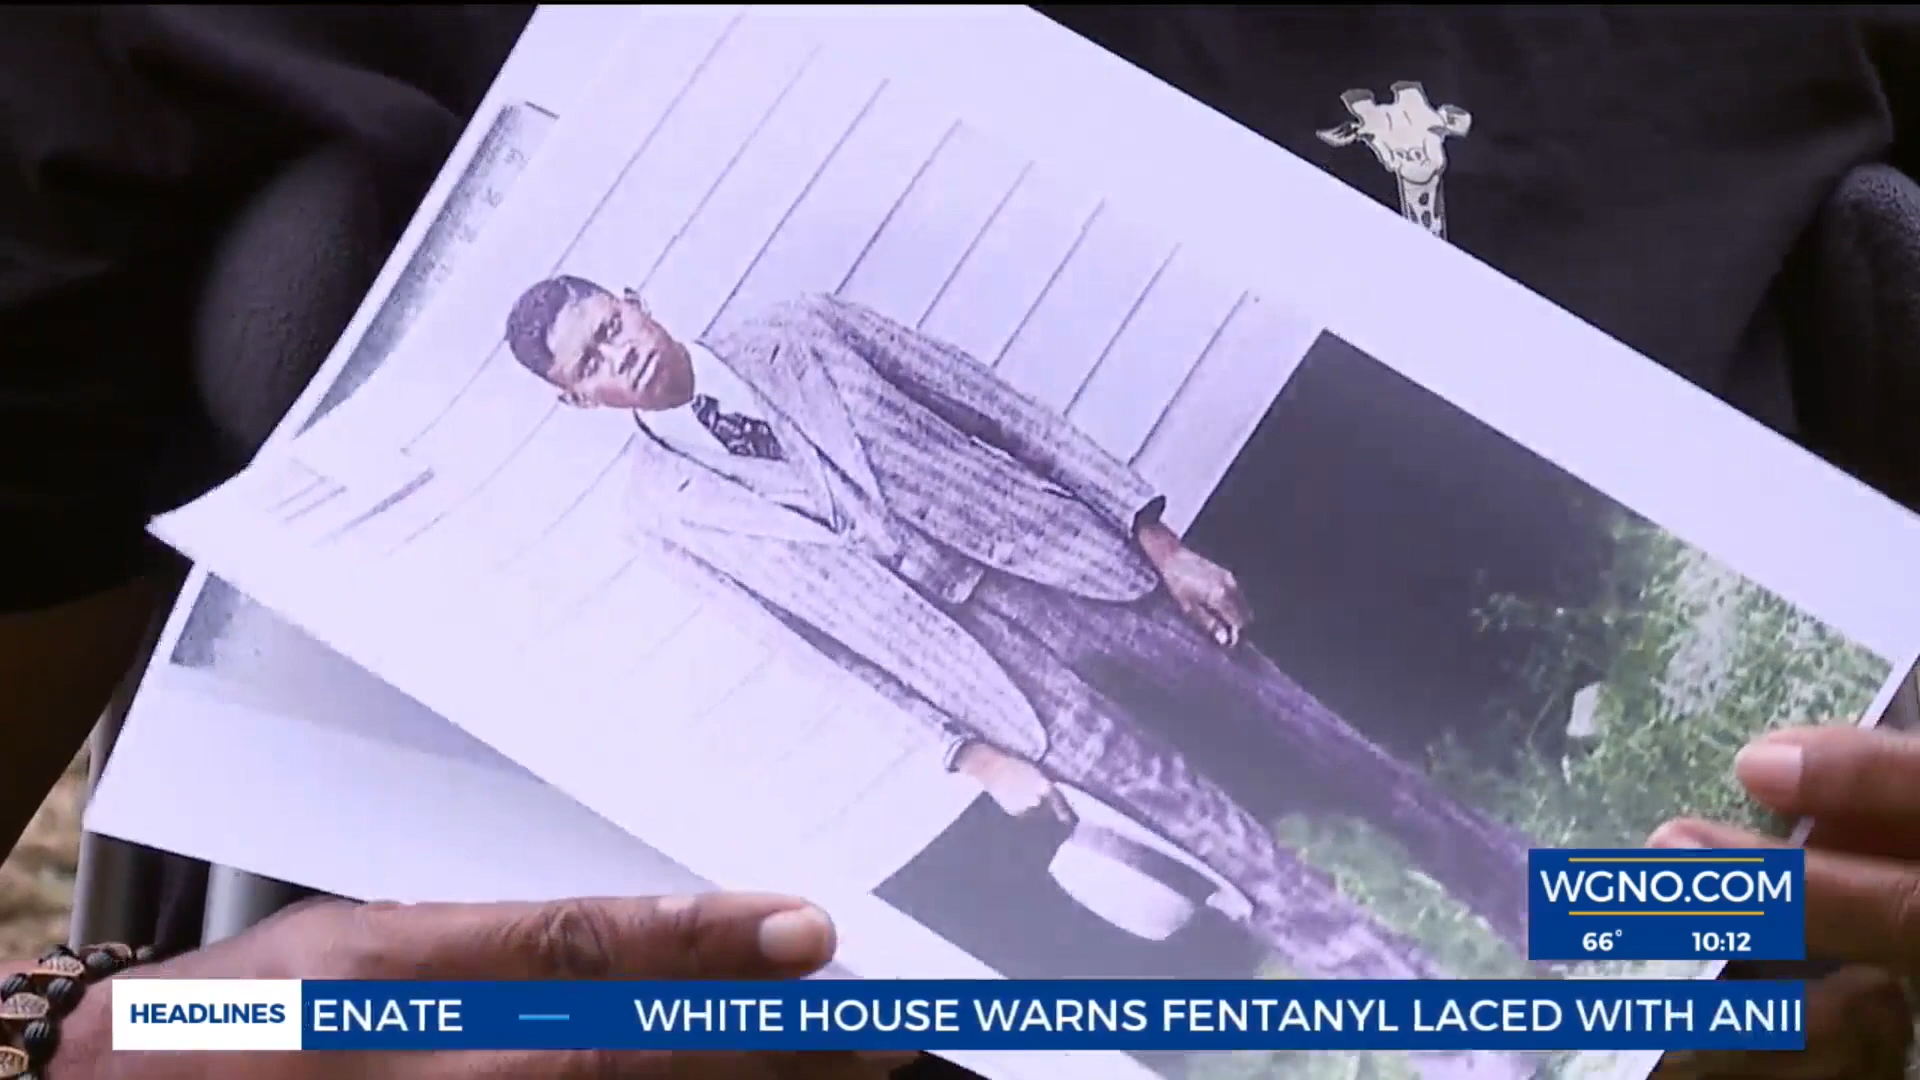 WGNO.COM
66° 10:12
HEADLINES ENATE — WHITE HOUSE WARNS FENTANYL LACED WITH ANI